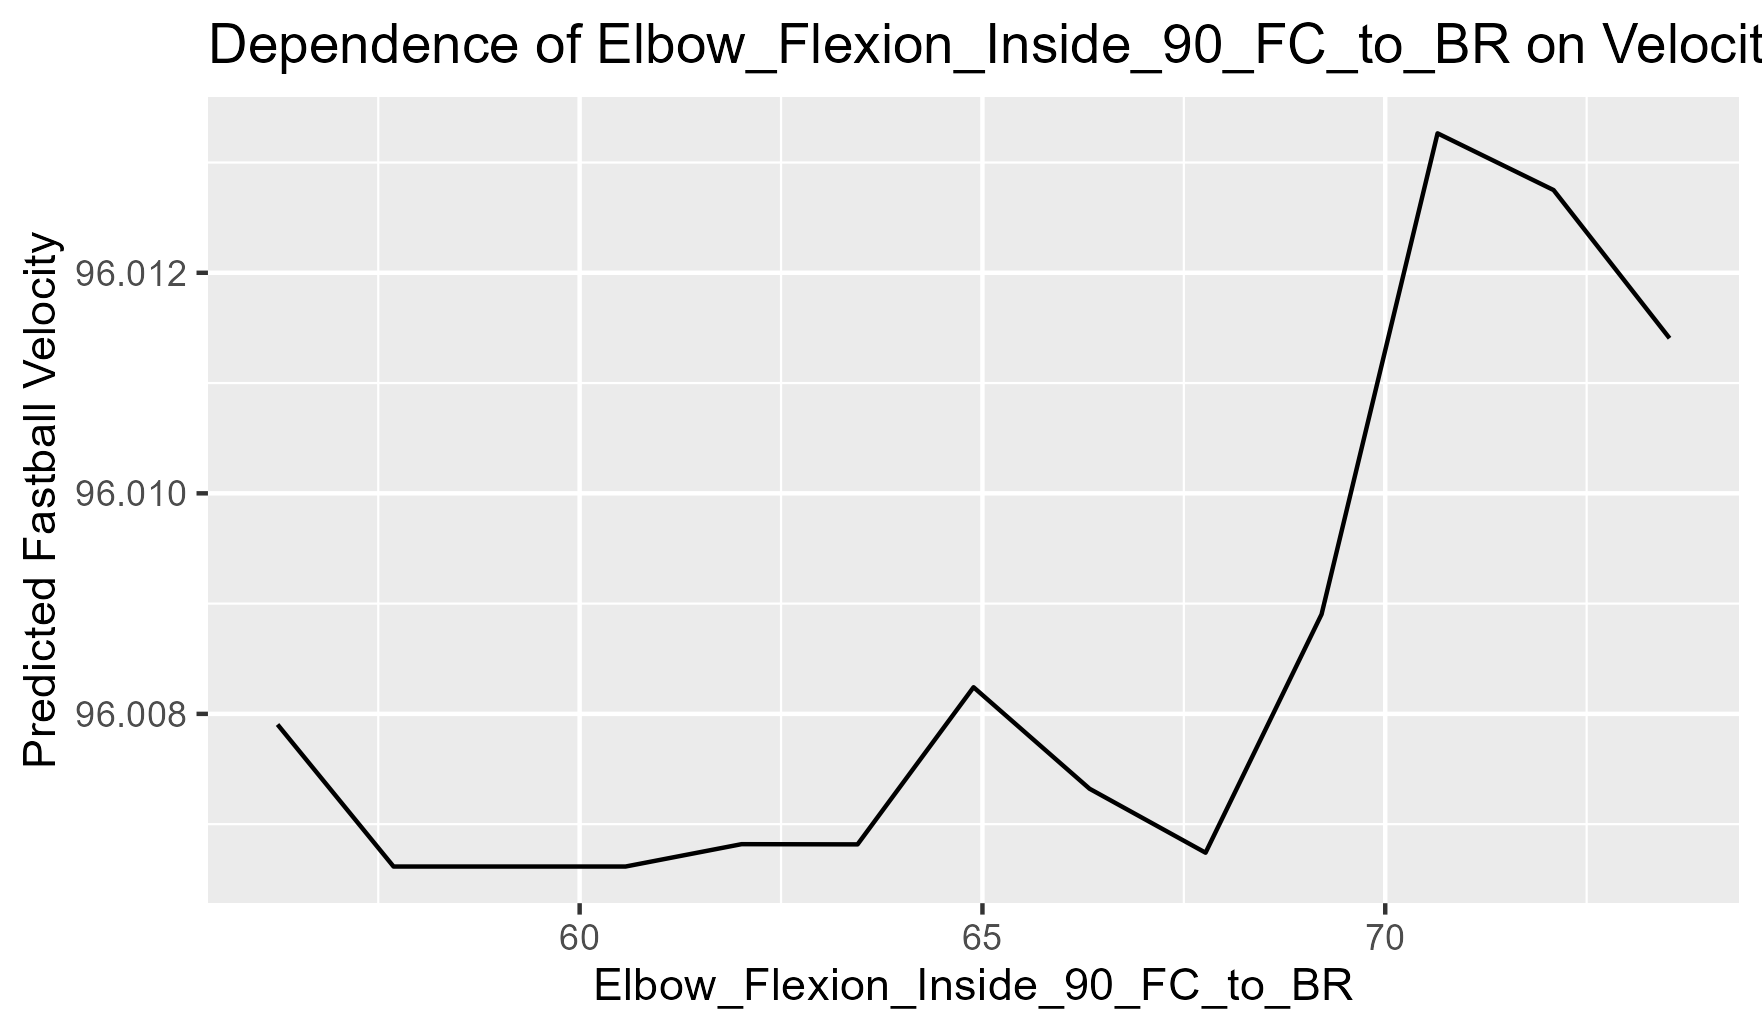 Dependence of Elbow_Flexion_Inside_90_FC_to_BR on Velocit
Predicted Fastball Velocity
96.012
96.010
96.008
60 65 70
Elbow_Flexion_Inside_90_FC_to_BR